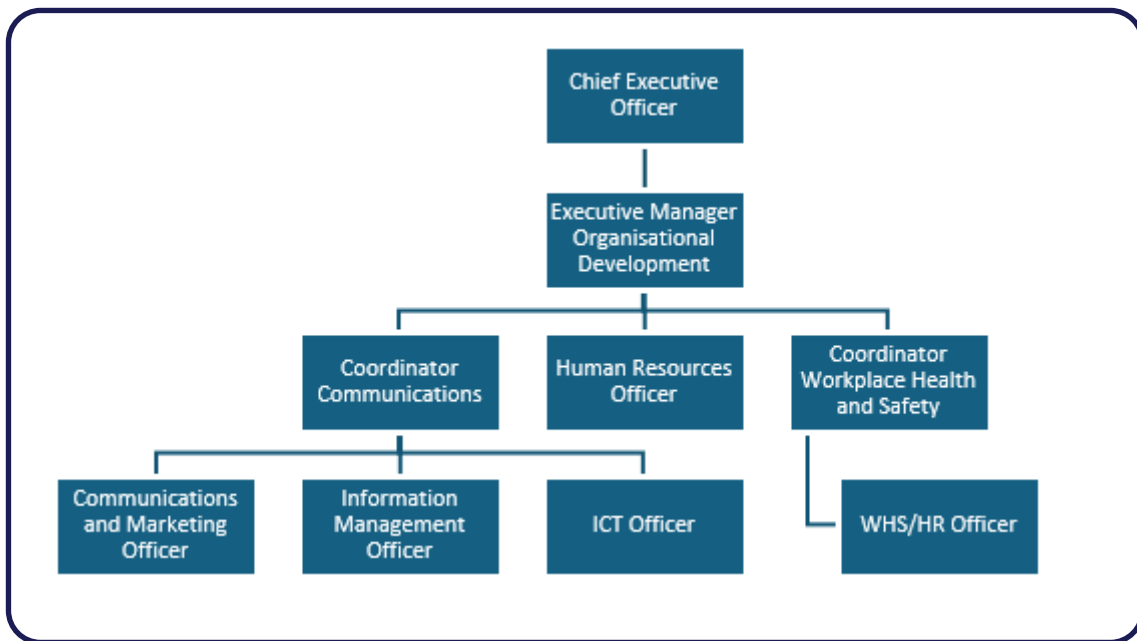 Chief Executive
Officer
Executive Manager
Organisational
Development
Coordinator
Communications
Human Resources
Officer
Coordinator
Workplace Health
and Safety
Communications
and Marketing
Officer
Information
Management
Officer
ICT Officer
WHS/HR Officer